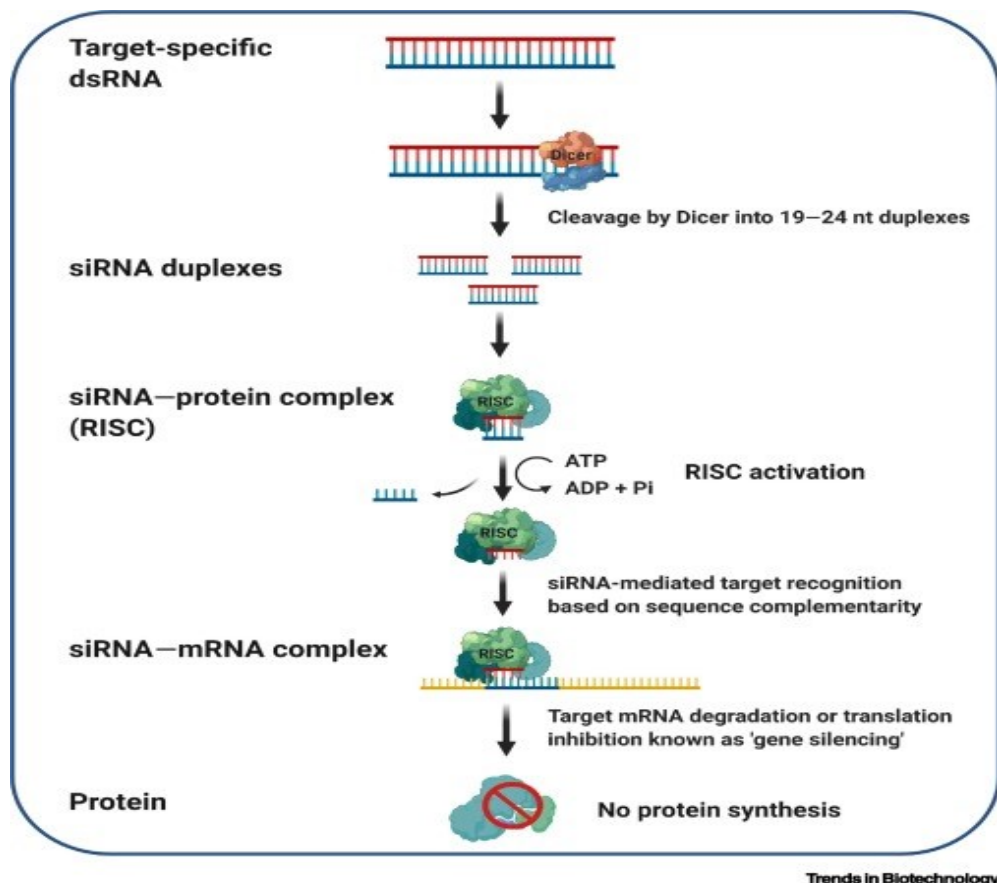 Target-specific
dsRNA
Dicer
Cleavage by Dicer into 19–24 nt duplexes
siRNA duplexes
siRNA–protein complex
(RISC)
RISC
ATP
ADP + Pi
RISC activation
RISC
siRNA-mediated target recognition
based on sequence complementarity
siRNA–mRNA complex
RISC
Target mRNA degradation or translation
inhibition known as 'gene silencing'
Protein
No protein synthesis
Trends in Biotechnology